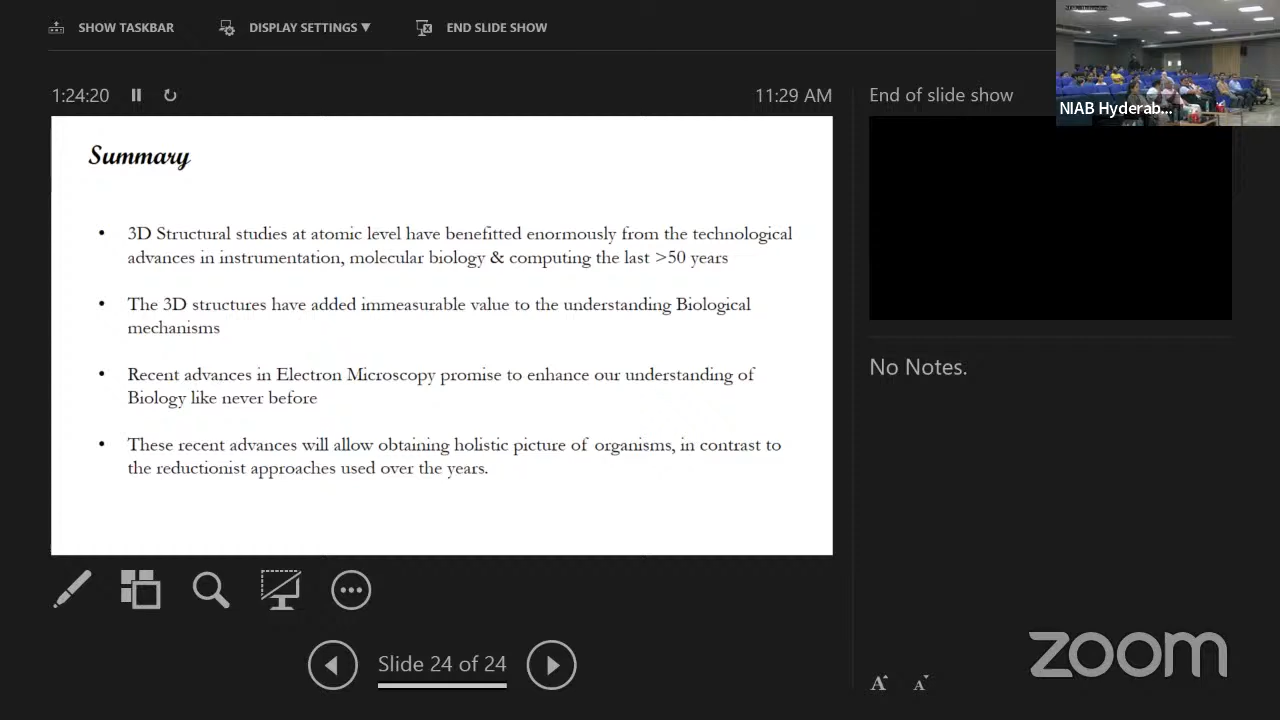 SHOW TASKBAR
DISPLAY SETTINGS ▼
END SLIDE SHOW
NIAB Hyderab...
1:24:20
11:29 AM
End of slide show
Summary
• 3D Structural studies at atomic level have benefitted enormously from the technological
advances in instrumentation, molecular biology & computing the last >50 years
• The 3D structures have added immeasurable value to the understanding Biological
mechanisms
• Recent advances in Electron Microscopy promise to enhance our understanding of
Biology like never before
• These recent advances will allow obtaining holistic picture of organisms, in contrast to
the reductionist approaches used over the years.
No Notes.
Slide 24 of 24
A A
zoom